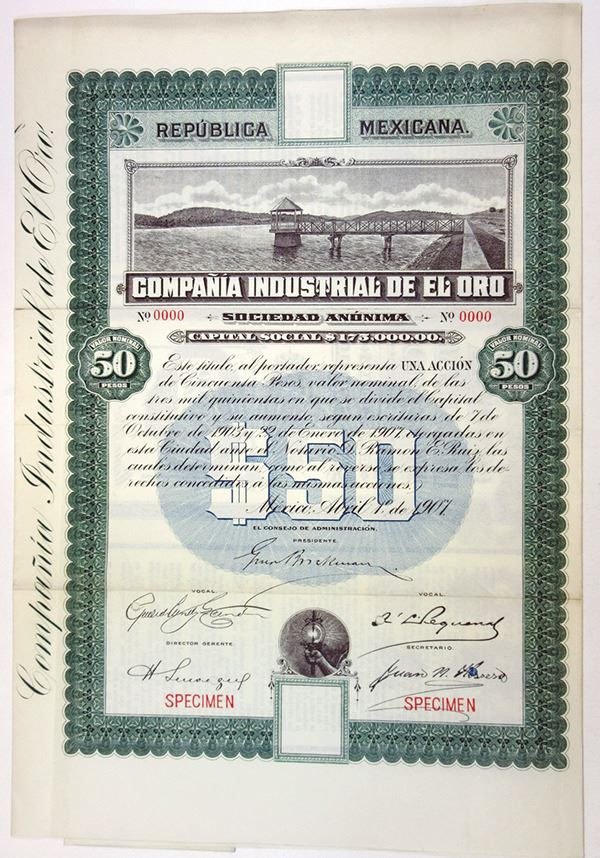 Compañía Industrial de El Oro.
REPÚBLICA MEXICANA.
COMPAÑÍA INDUSTRIAL DE EL ORO
Nº 0000 SOCIEDAD ANÓNIMA Nº 0000
CAPITAL SOCIAL $175,000.00.
VALOR NOMINAL 50 PESOS
VALOR NOMINAL 50 PESOS
Este título, al portador, representa UNA ACCIÓN
de Cincuenta Pesos, valor nominal, de las
tres mil quinientas en que se divide el Capital
constitutivo y su aumento, según escrituras de 7 de
Octubre de 1903 y 22 de Enero de 1907, otorgadas en
esta Ciudad ante el Notario D. Ramon E. Ruiz, las
cuales determinan, como al reverso se expresa los de-
rechos concedidos á las mismas acciones.
$50
Mexico, Abril 1º de 1907.
EL CONSEJO DE ADMINISTRACIÓN.
PRESIDENTE.
VOCAL. VOCAL.
DIRECTOR GERENTE. SECRETARIO.
SPECIMEN SPECIMEN